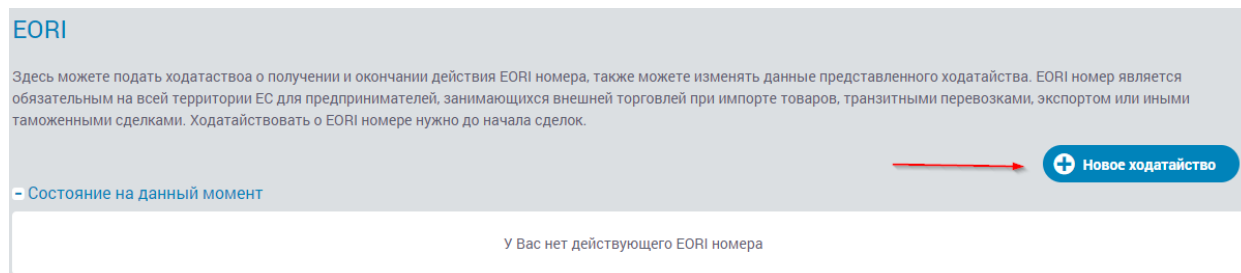 EORI
Здесь можете подать ходатаствоа о получении и окончании действия EORI номера, также можете изменять данные представленного ходатайства. EORI номер является
обязательным на всей территории ЕС для предпринимателей, занимающихся внешней торговлей при импорте товаров, транзитными перевозками, экспортом или иными
таможенными сделками. Ходатайствовать о EORI номере нужно до начала сделок.
Новое ходатайство
Состояние на данный момент
У Вас нет действующего EORI номера